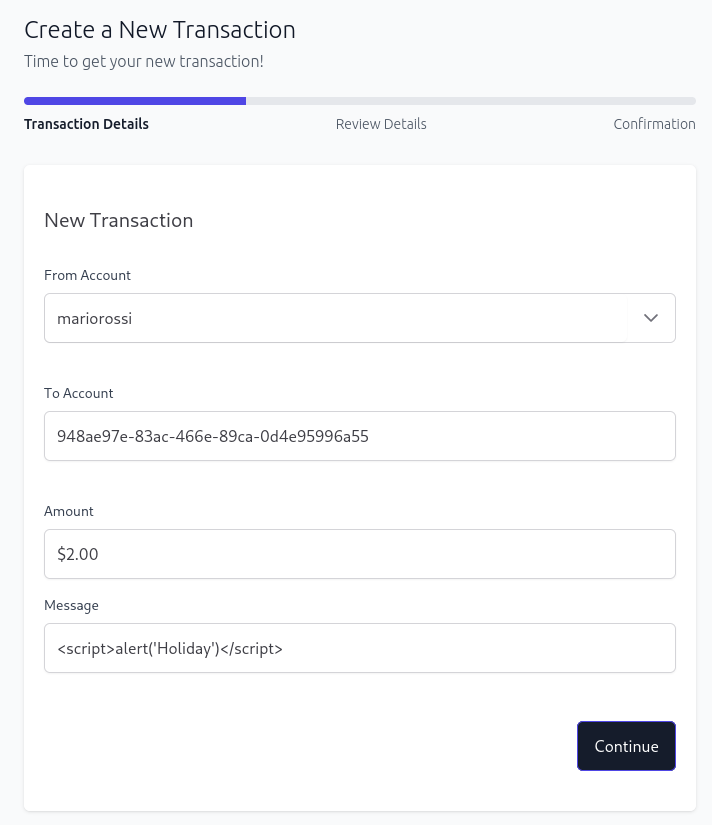 Create a New Transaction
Time to get your new transaction!
Transaction Details Review Details Confirmation
New Transaction
From Account
mariorossi
To Account
948ae97e-83ac-466e-89ca-0d4e95996a55
Amount
$2.00
Message
<script>alert('Holiday')</script>
Continue